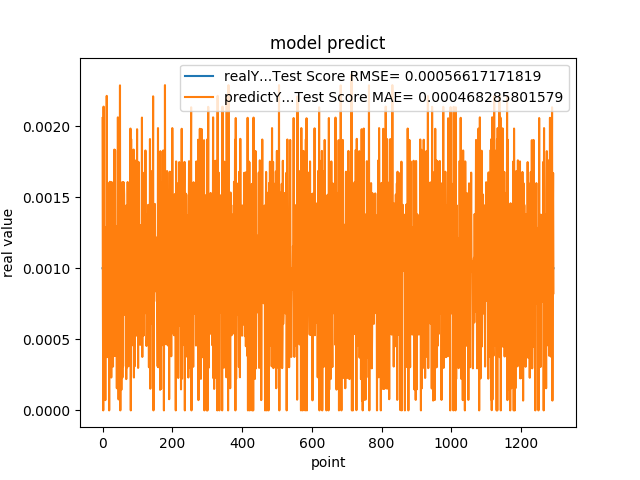 model predict
realY...Test Score RMSE= 0.00056617171819
predictY...Test Score MAE= 0.000468285801579
real value
0.0020
0.0015
0.0010
0.0005
0.0000
0
200
400
600
800
1000
1200
point